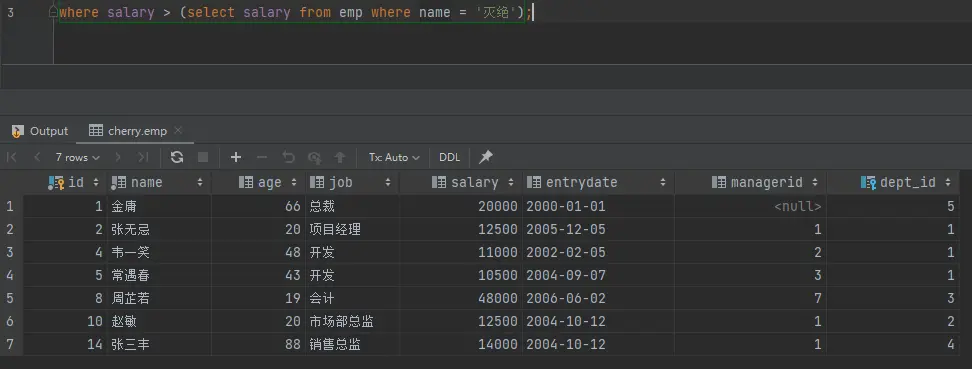 3 where salary > (select salary from emp where name = '灭绝');
Output cherry.emp
7 rows Tx: Auto DDL
id name age job salary entrydate managerid dept_id
1 1 金庸 66 总裁 20000 2000-01-01 <null> 5
2 2 张无忌 20 项目经理 12500 2005-12-05 1 1
3 4 韦一笑 48 开发 11000 2002-02-05 2 1
4 5 常遇春 43 开发 10500 2004-09-07 3 1
5 8 周芷若 19 会计 48000 2006-06-02 7 3
6 10 赵敏 20 市场部总监 12500 2004-10-12 1 2
7 14 张三丰 88 销售总监 14000 2004-10-12 1 4